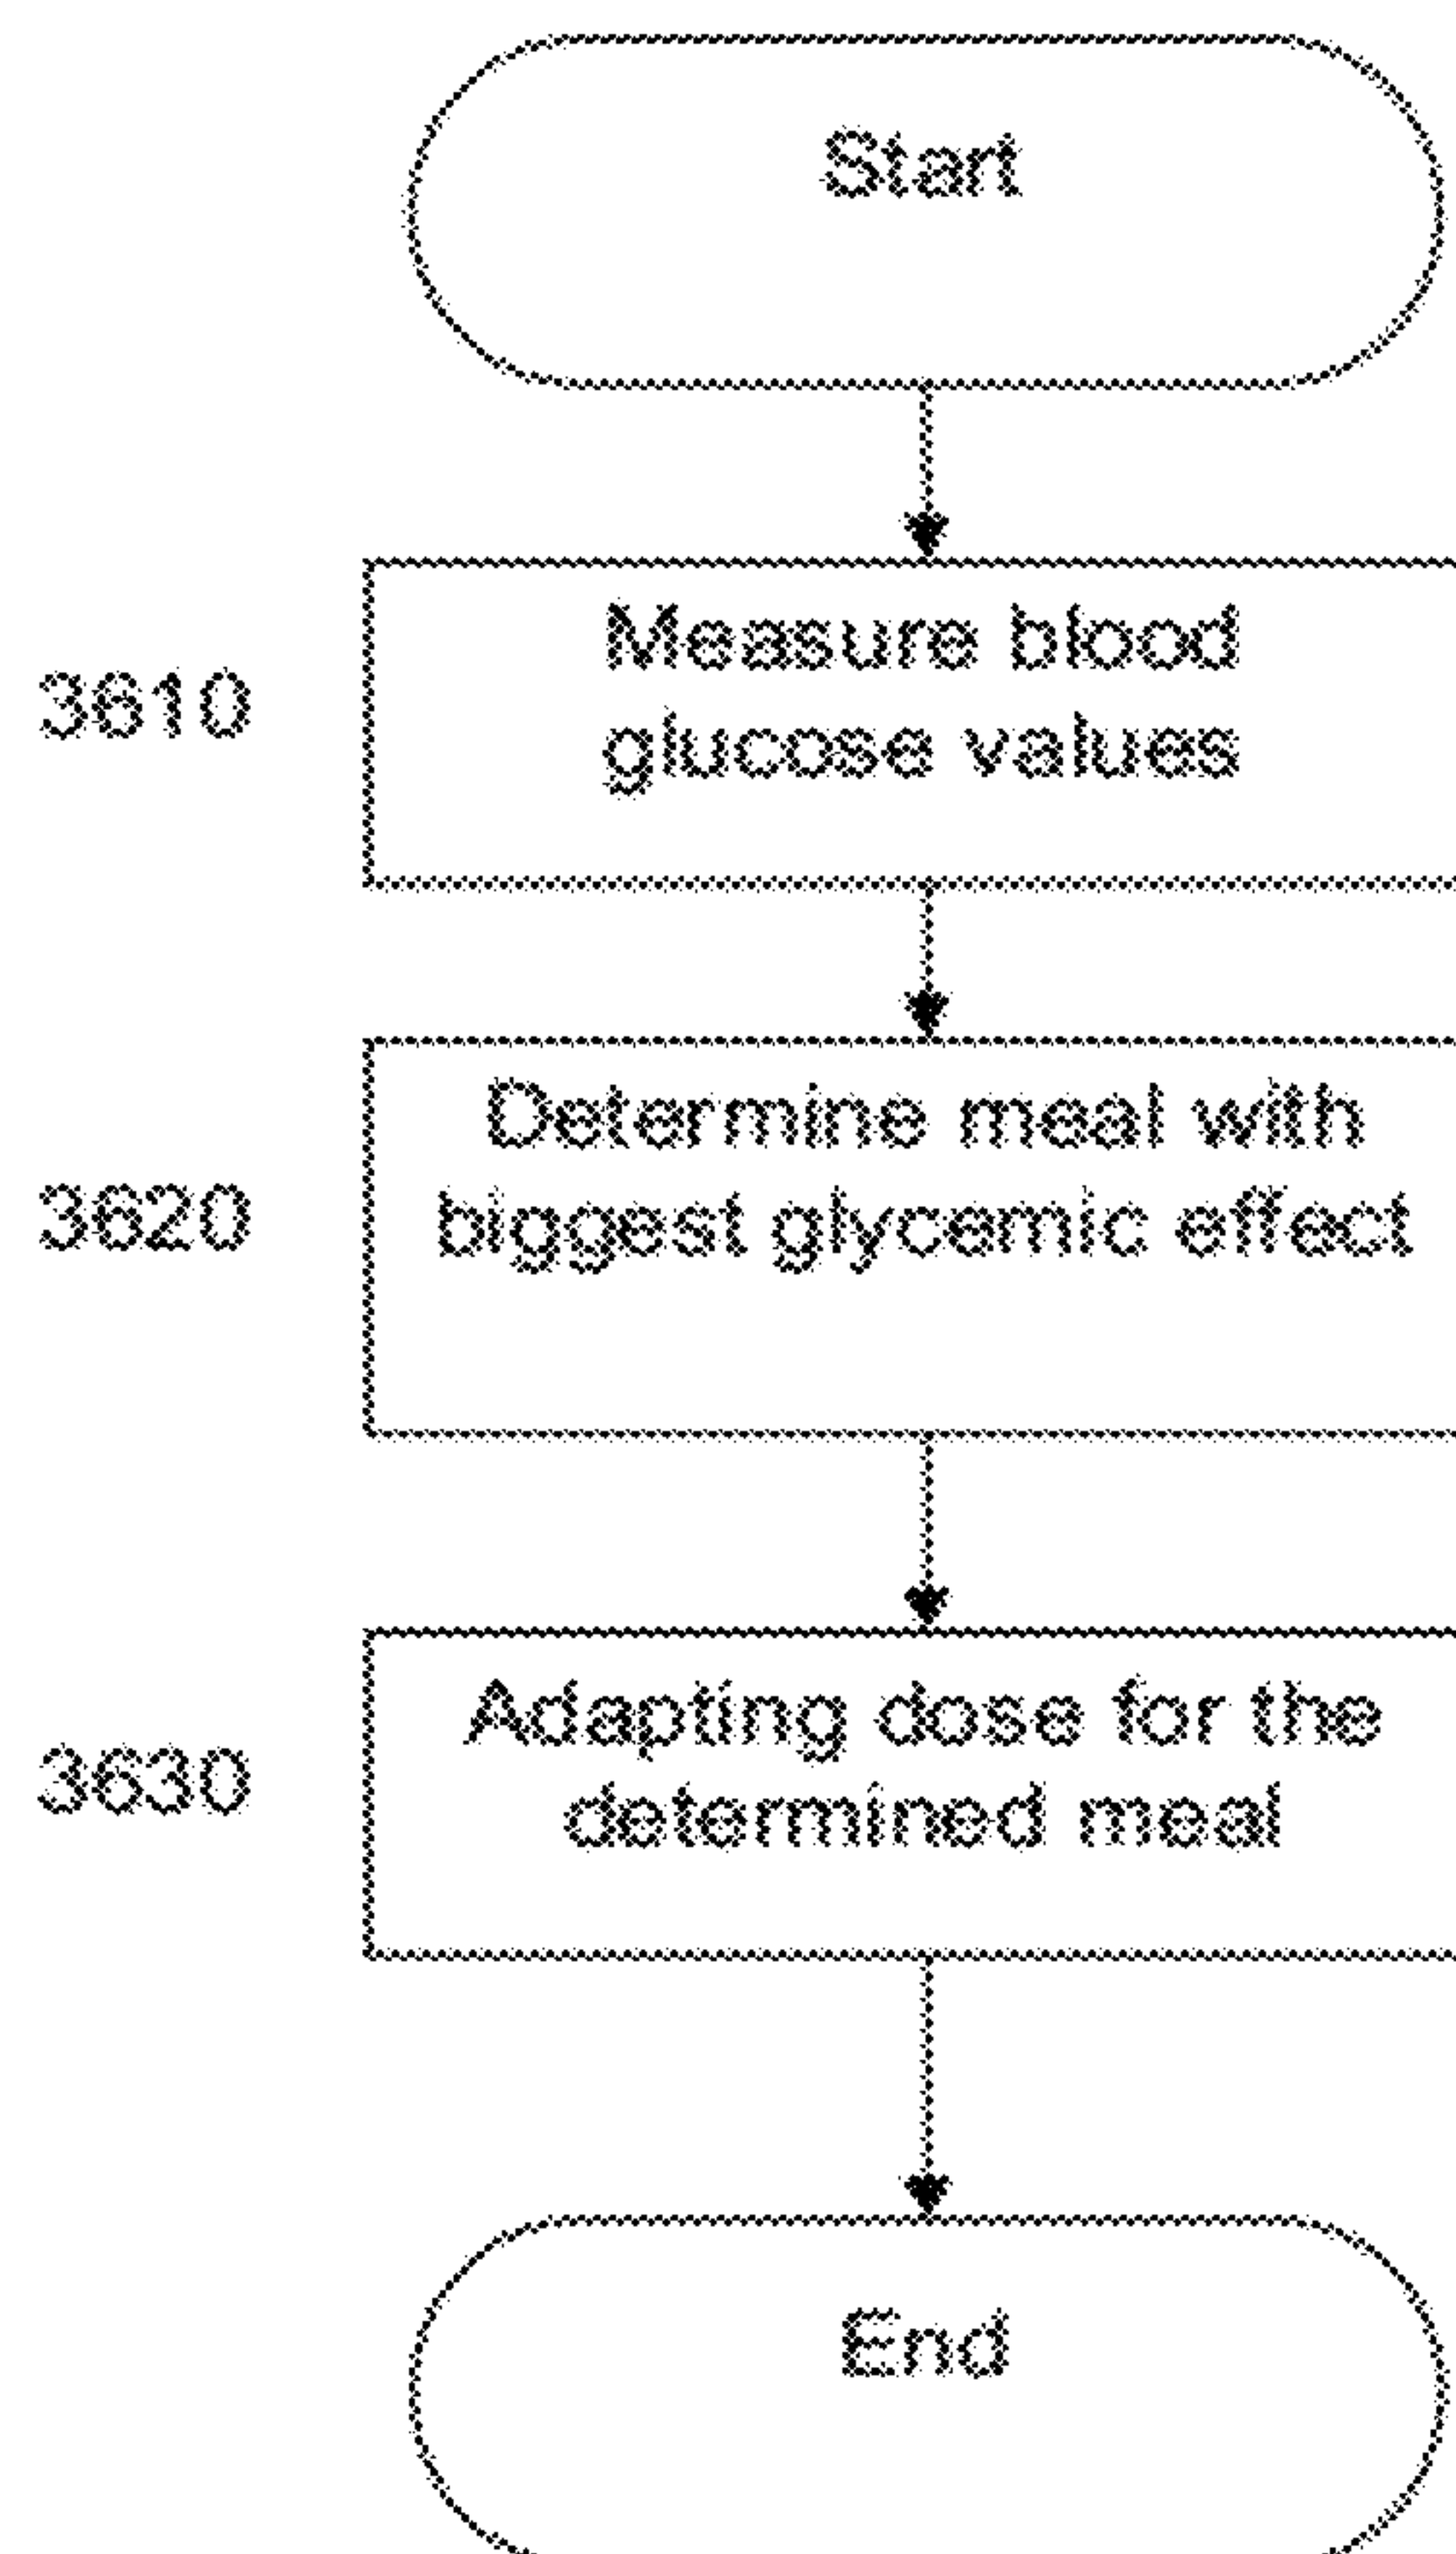 Start
3610
Measure blood
glucose values
3620
Determine meal with
biggest glycemic effect
3630
Adapting dose for the
determined meal
End